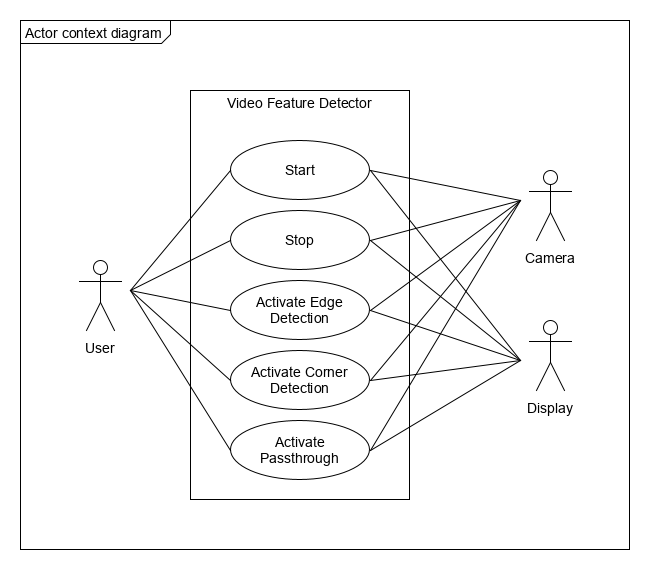 Actor context diagram
Video Feature Detector
Start
Stop
Activate Edge
Detection
Activate Corner
Detection
Activate
Passthrough
User
Camera
Display